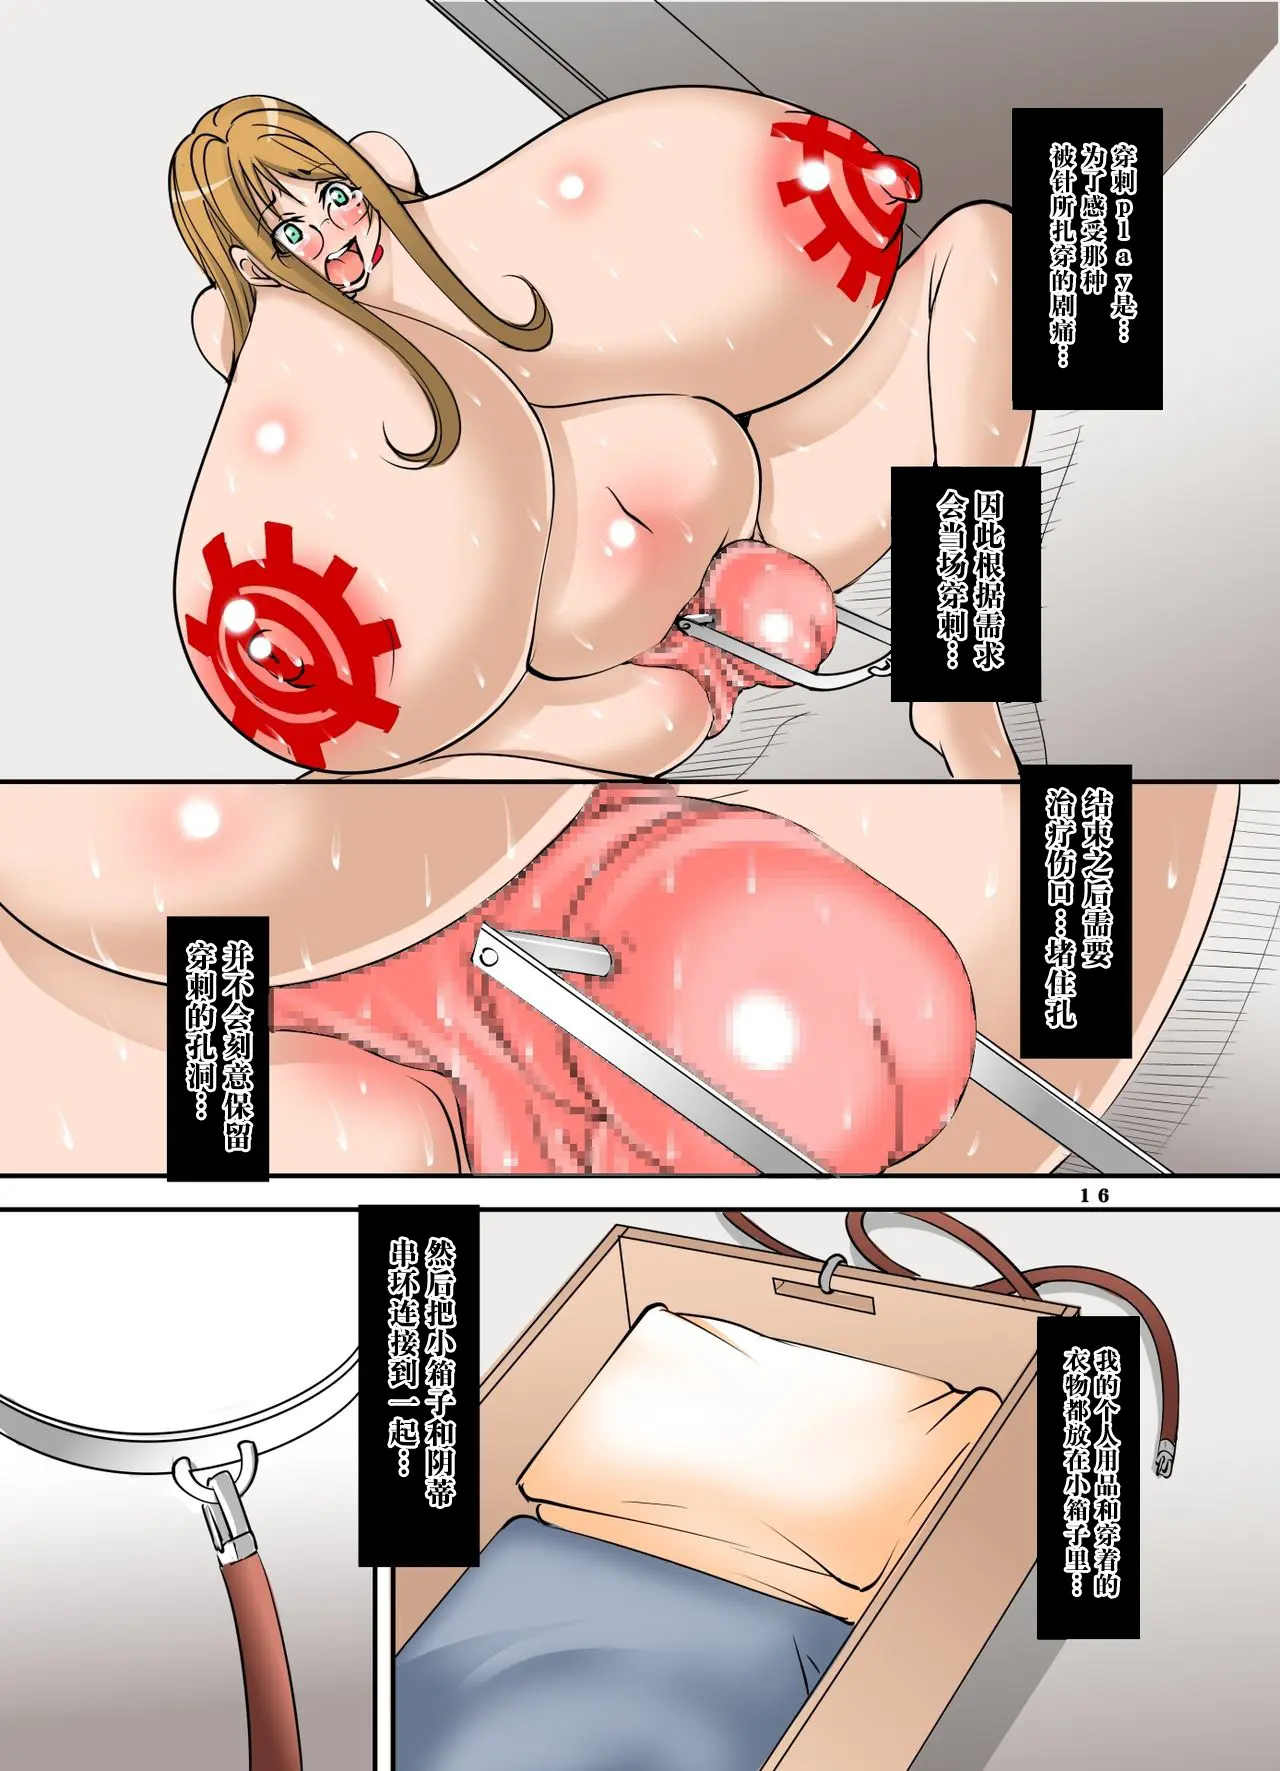 穿刺play是…
为了感受那种
被针所扎穿的剧痛…
因此根据需求
会当场穿刺…
结束之后需要
治疗伤口…堵住孔
并不会刻意保留
穿刺的孔洞…
16
我的个人用品和穿着的
衣物都放在小箱子里…
然后把小箱子和阴蒂
串环连接到一起…